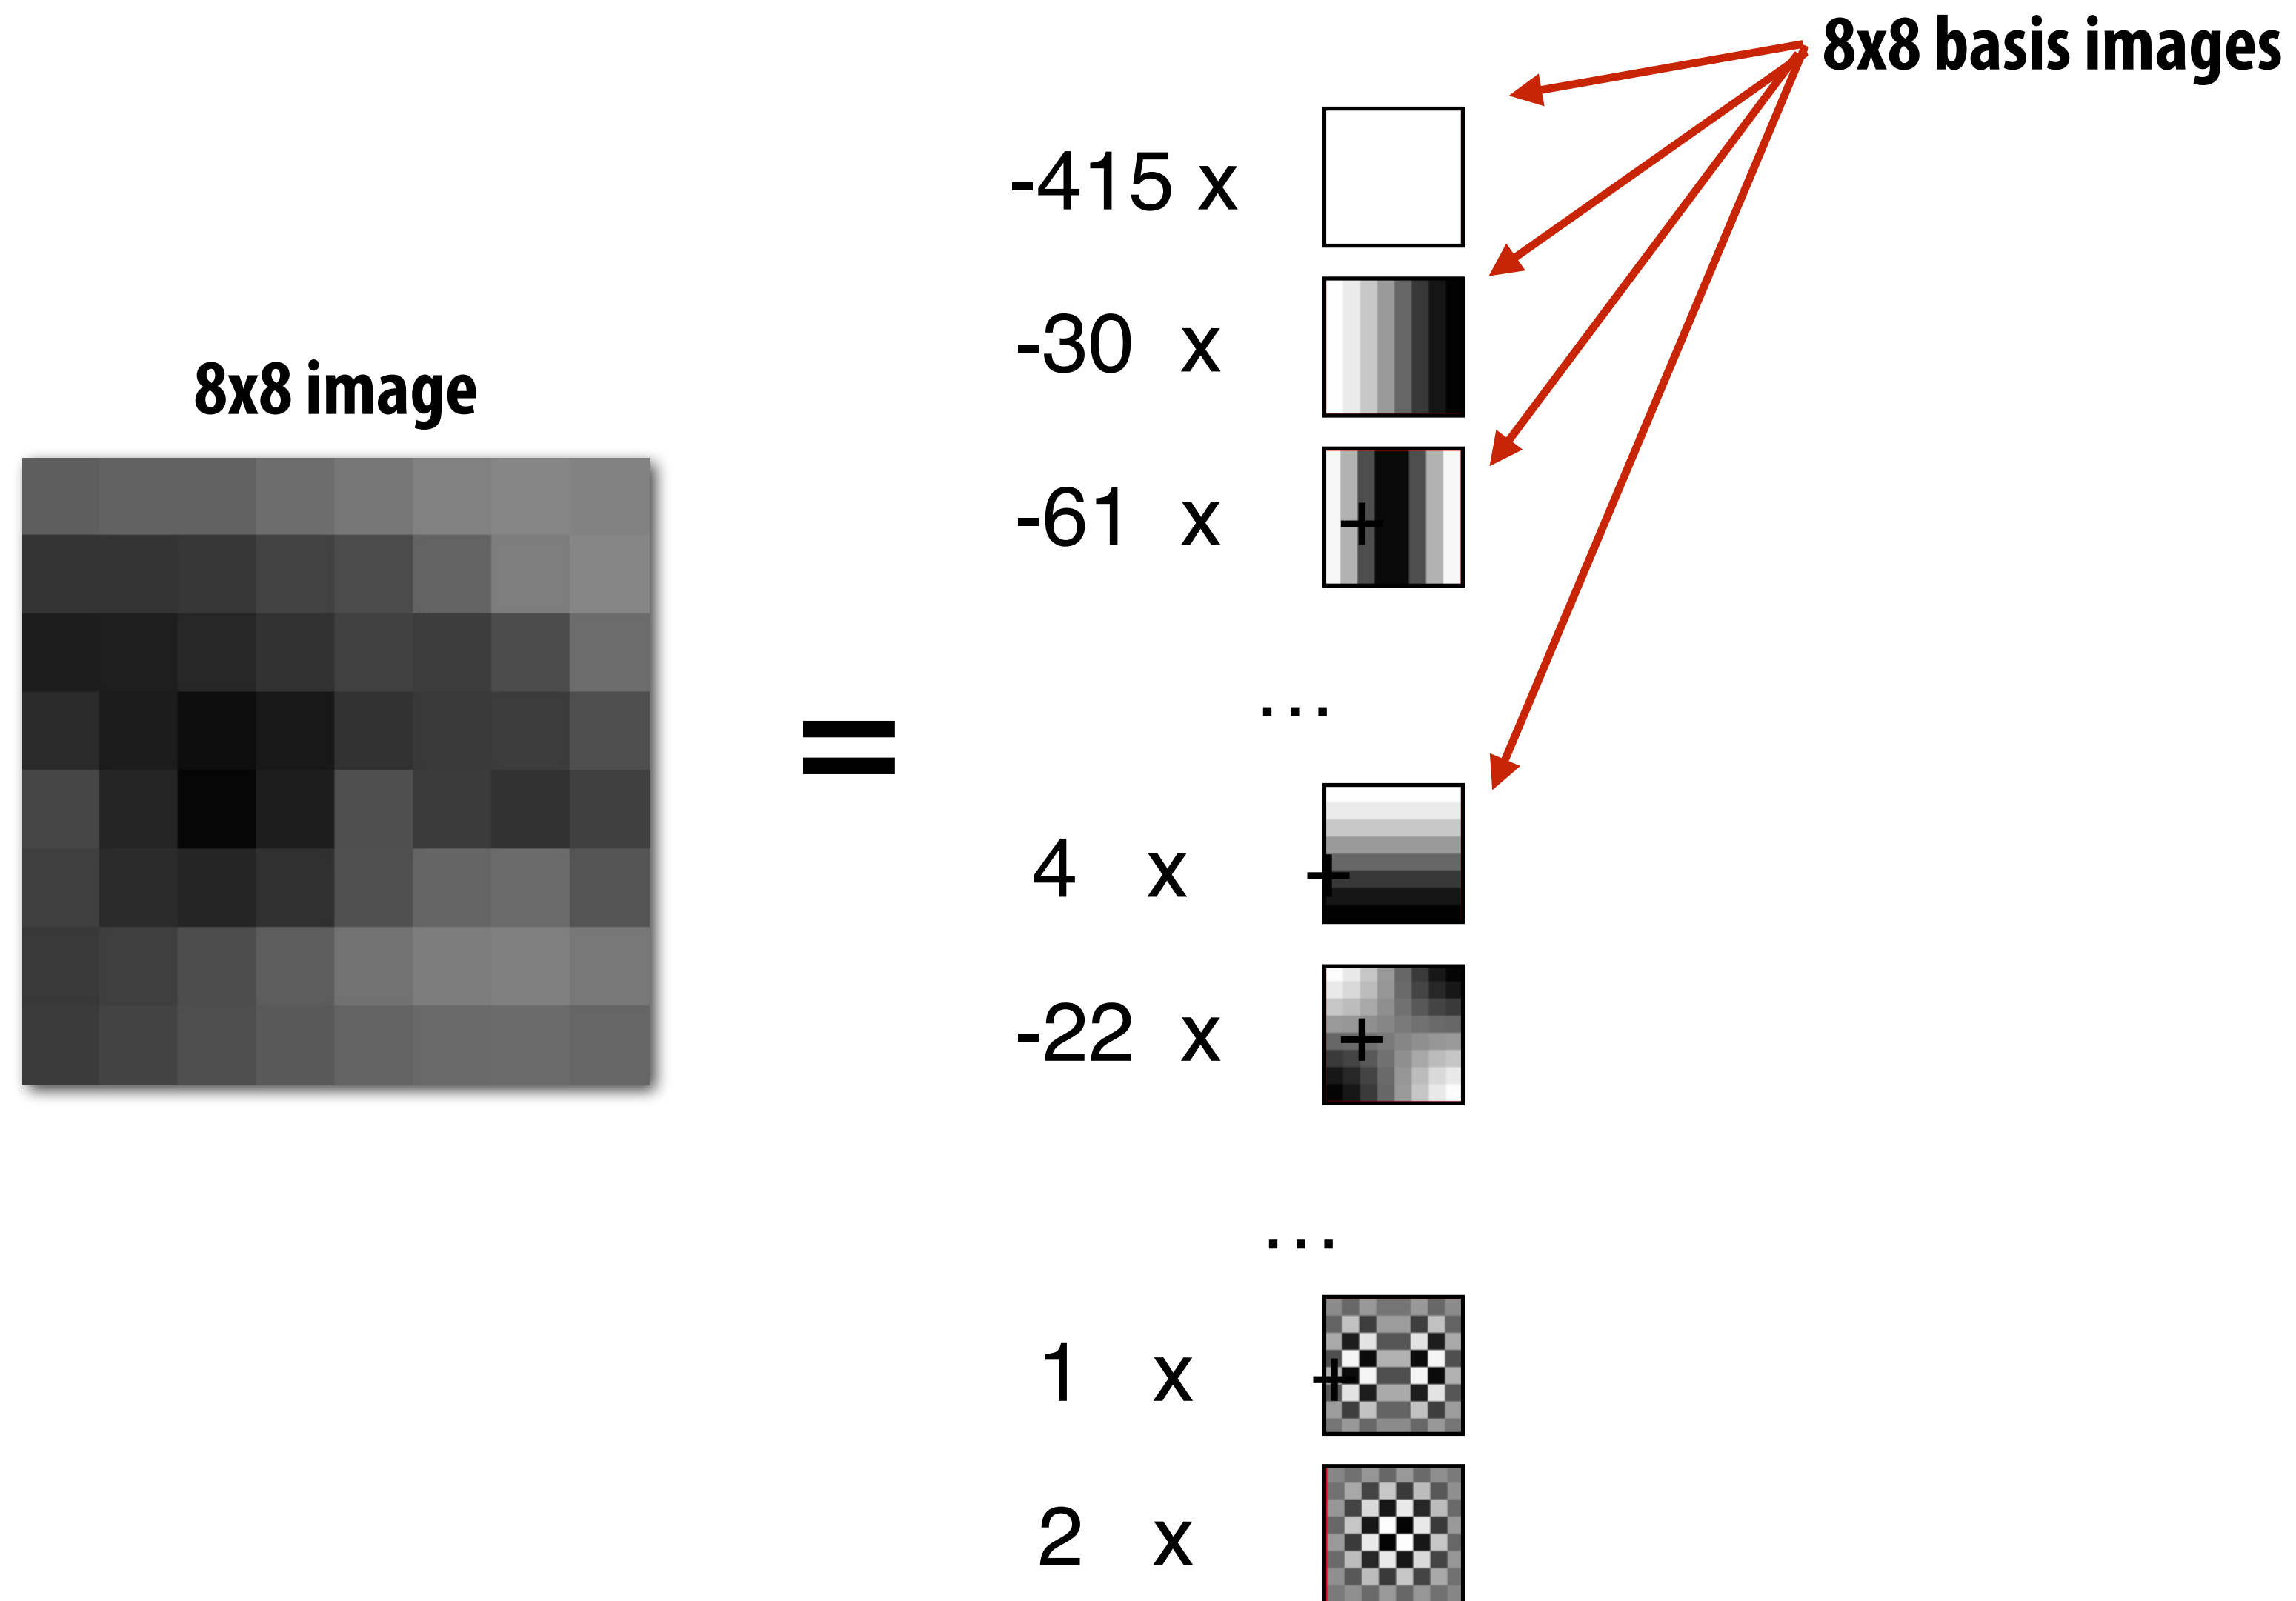 8x8 basis images
-415 x
-30 x
8x8 image
-61 x
+
...
=
4 x
+
-22 x
+
...
1 x
+
2 x